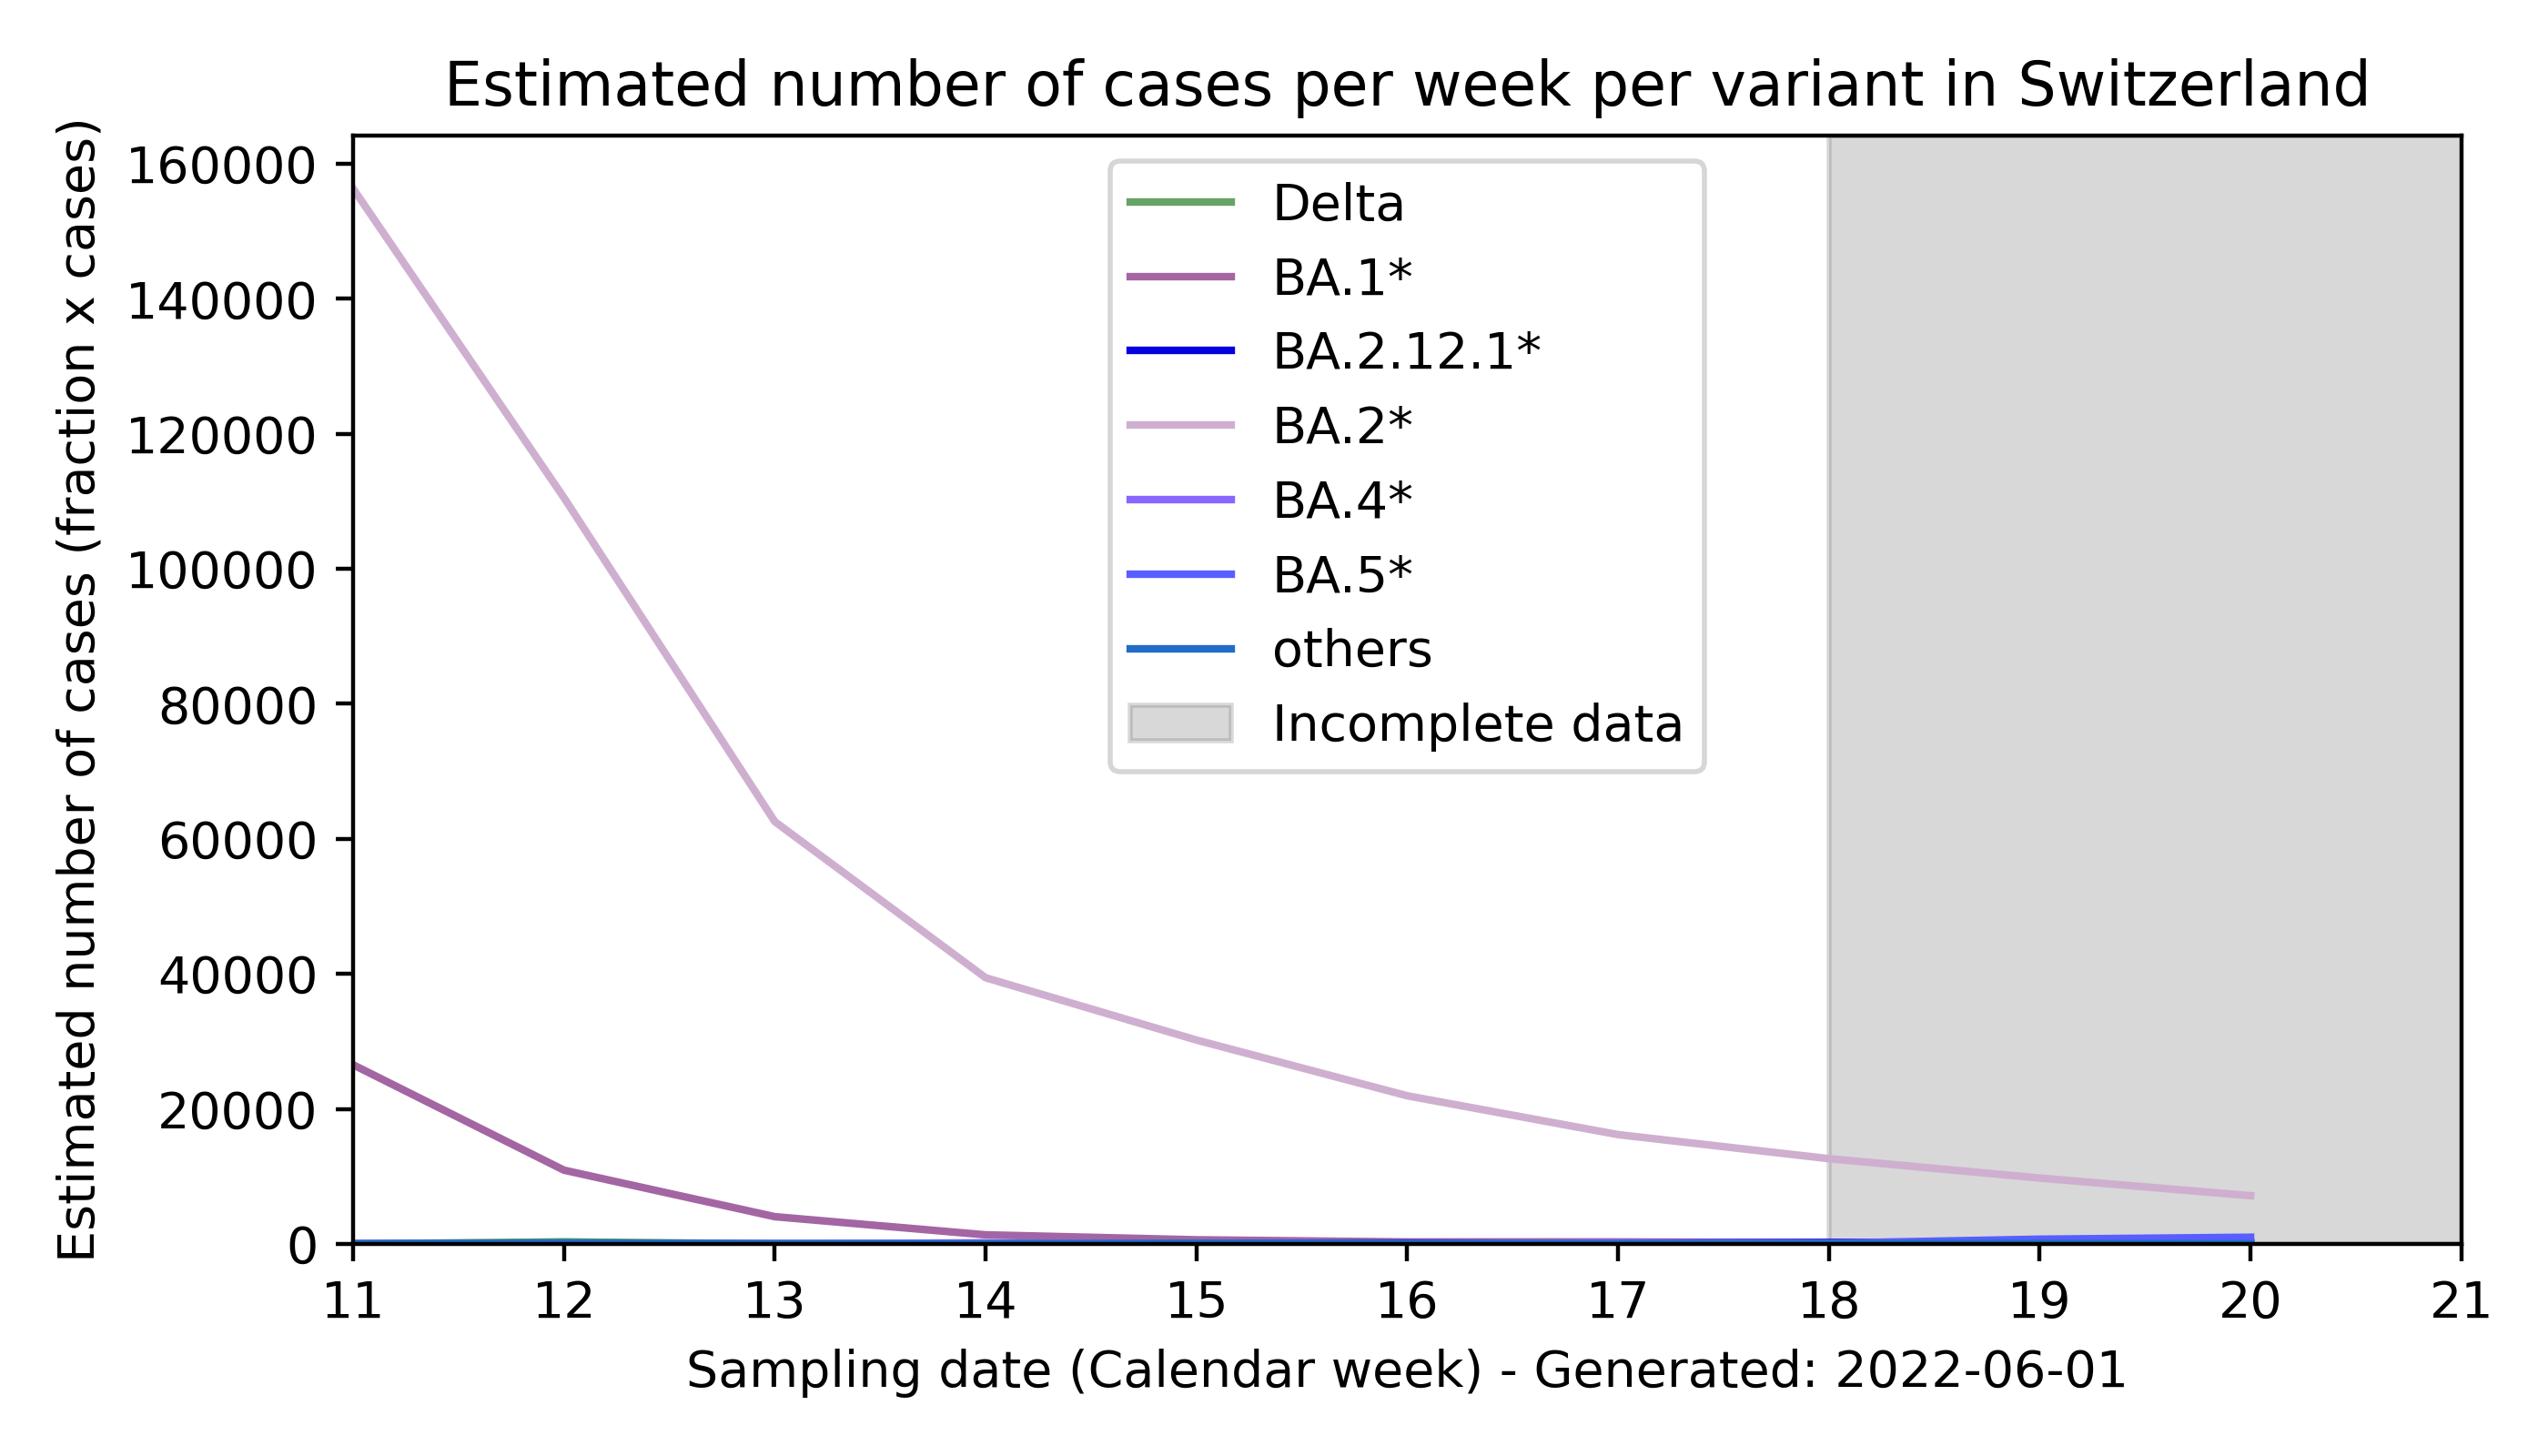 Estimated number of cases per week per variant in Switzerland
Estimated number of cases (fraction x cases)
160000
140000
120000
100000
80000
60000
40000
20000
0
Delta
BA.1*
BA.2.12.1*
BA.2*
BA.4*
BA.5*
others
Incomplete data
11 12 13 14 15 16 17 18 19 20 21
Sampling date (Calendar week) - Generated: 2022-06-01